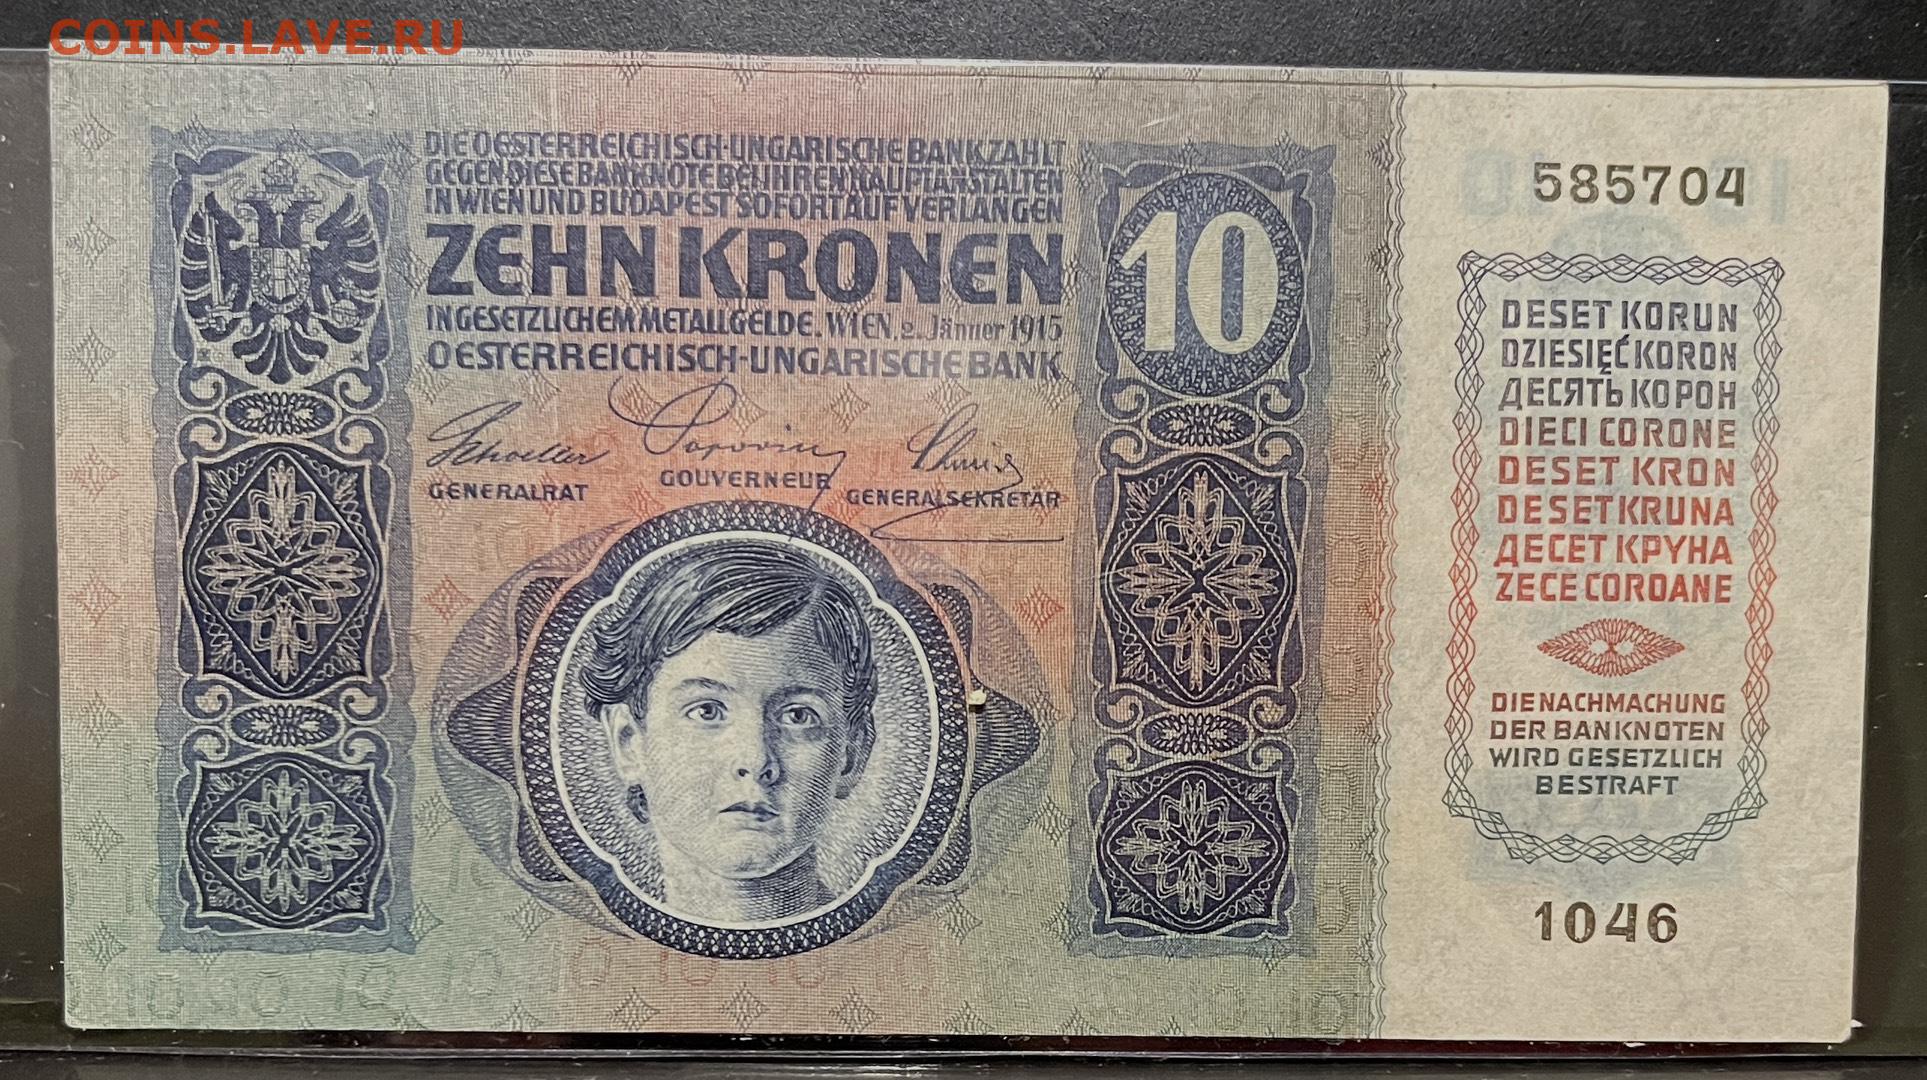 COINS.LAVE.RU
DIE OESTERREICHISCH-UNGARISCHE BANK ZAHLT
GEGEN DIESE BANKNOTE BEI IHREN HAUPTANSTALTEN
IN WIEN UND BUDAPEST SOFORT AUF VERLANGEN
ZEHN KRONEN
IN GESETZLICHEM METALLGELDE. WIEN, 2. Jänner 1915
OESTERREICHISCH-UNGARISCHE BANK
Schoeller
Popovics
GENERALRAT
GOUVERNEUR
GENERALSEKRETÄR
10
585704
DESET KORUN
DZIESIĘĆ KORON
ДЕСЯТЬ КОРОН
DIECI CORONE
DESET KRON
DESET KRUNA
ДЕСЕТ КРУНА
ZECE COROANE
DIE NACHMACHUNG
DER BANKNOTEN
WIRD GESETZLICH
BESTRAFT
1046